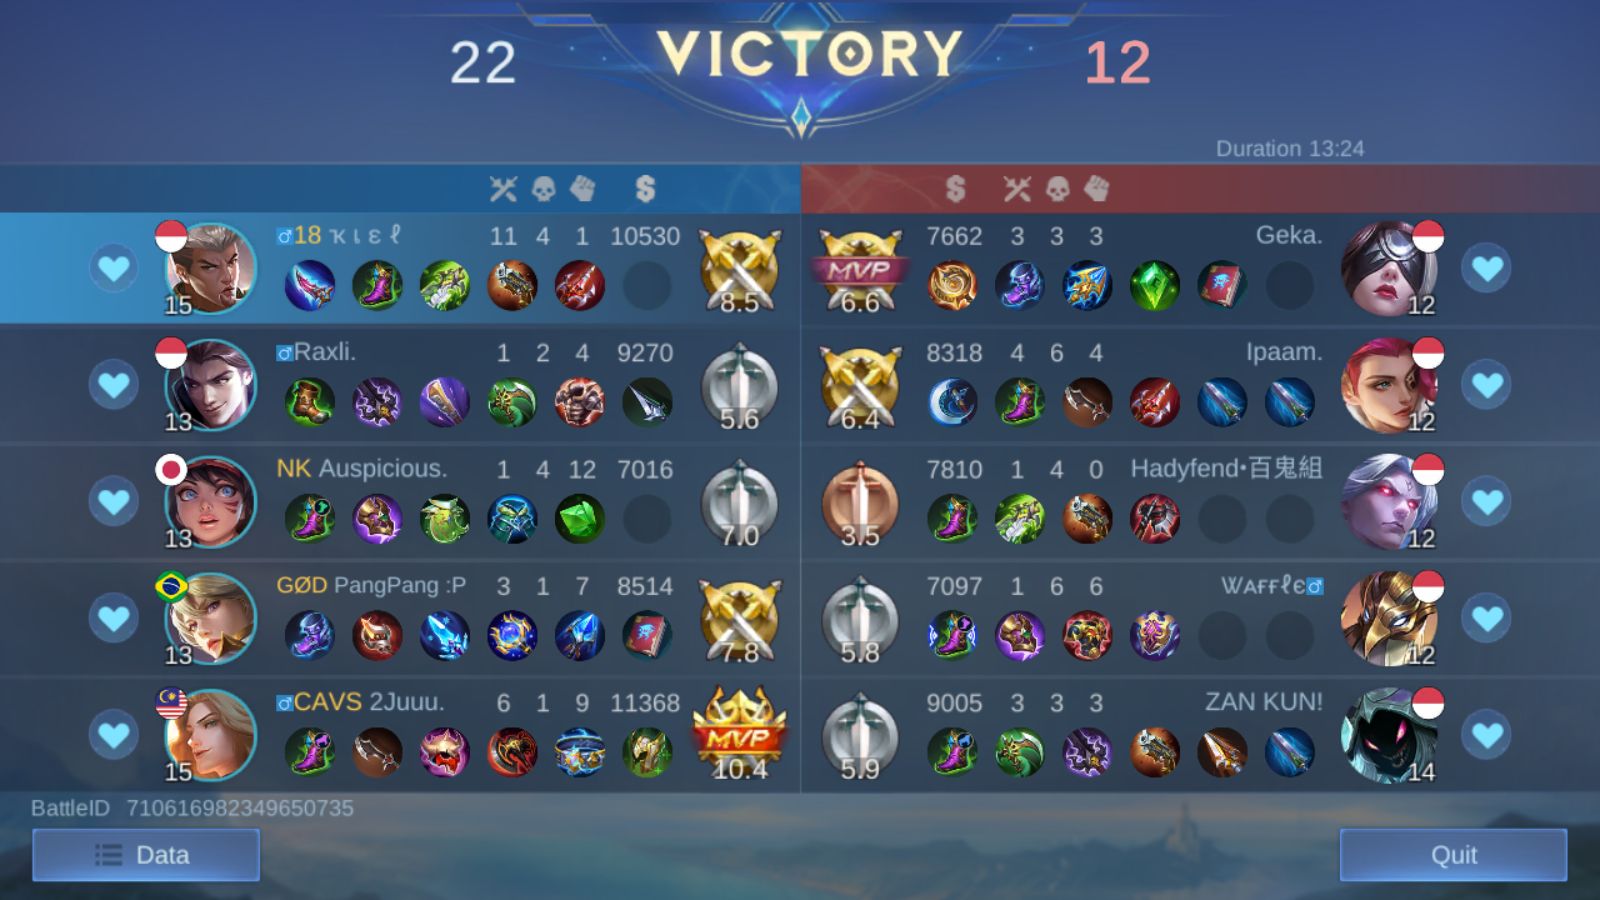 22 VICTORY 12
Duration 13:24
18 ĸιεℓ 11 4 1 10530
15 8.5
MVP 7662 3 3 3 Geka.
6.6 12
Raxli. 1 2 4 9270
13 5.6
8318 4 6 4 Ipaam.
6.4 12
NK Auspicious. 1 4 12 7016
13 7.0
7810 1 4 0 Hadyfend•百鬼組
3.5 12
GØD PangPang :P 3 1 7 8514
13 7.8
7097 1 6 6 Wᴀғғℓє
5.8 12
CAVS 2Juuu. 6 1 9 11368
MVP
15 10.4
9005 3 3 3 ZAN KUN!
5.9 14
BattleID 710616982349650735
Data
Quit